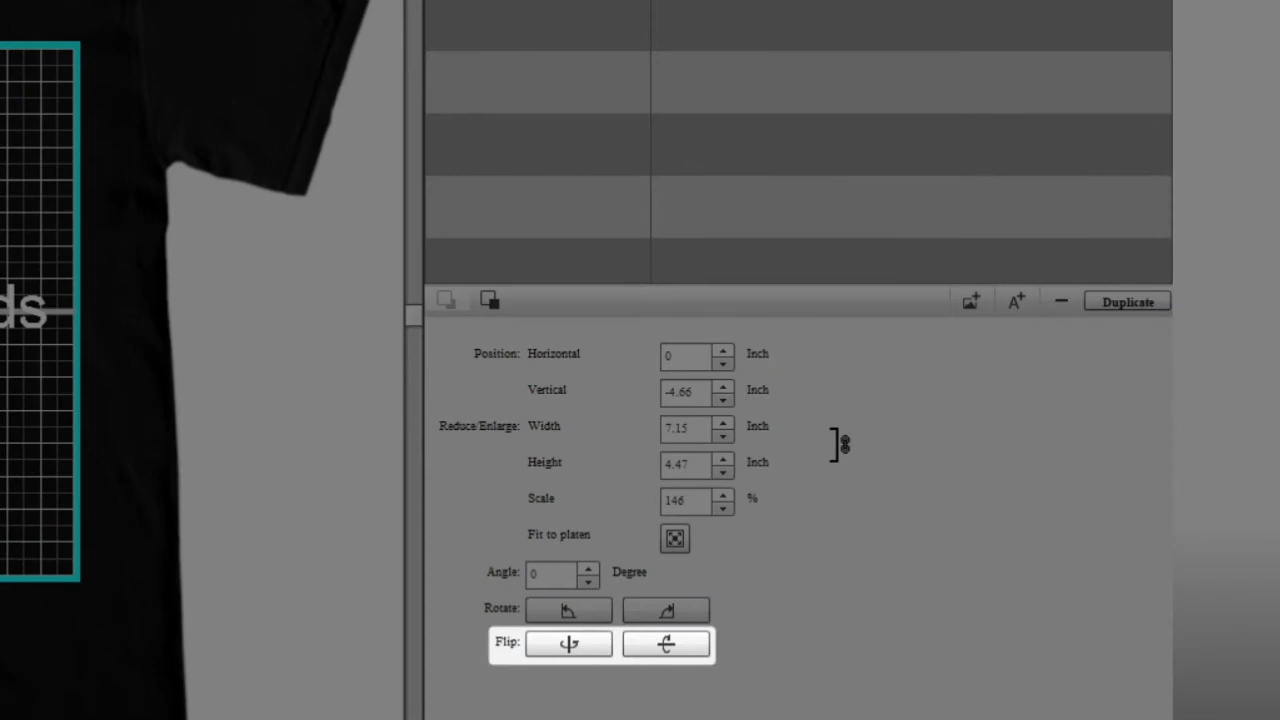 ds
Duplicate
Position: Horizontal 0 Inch
Vertical -4.66 Inch
Reduce/Enlarge: Width 7.15 Inch
Height 4.47 Inch
Scale 146 %
Fit to platen
Angle: 0 Degree
Rotate:
Flip: